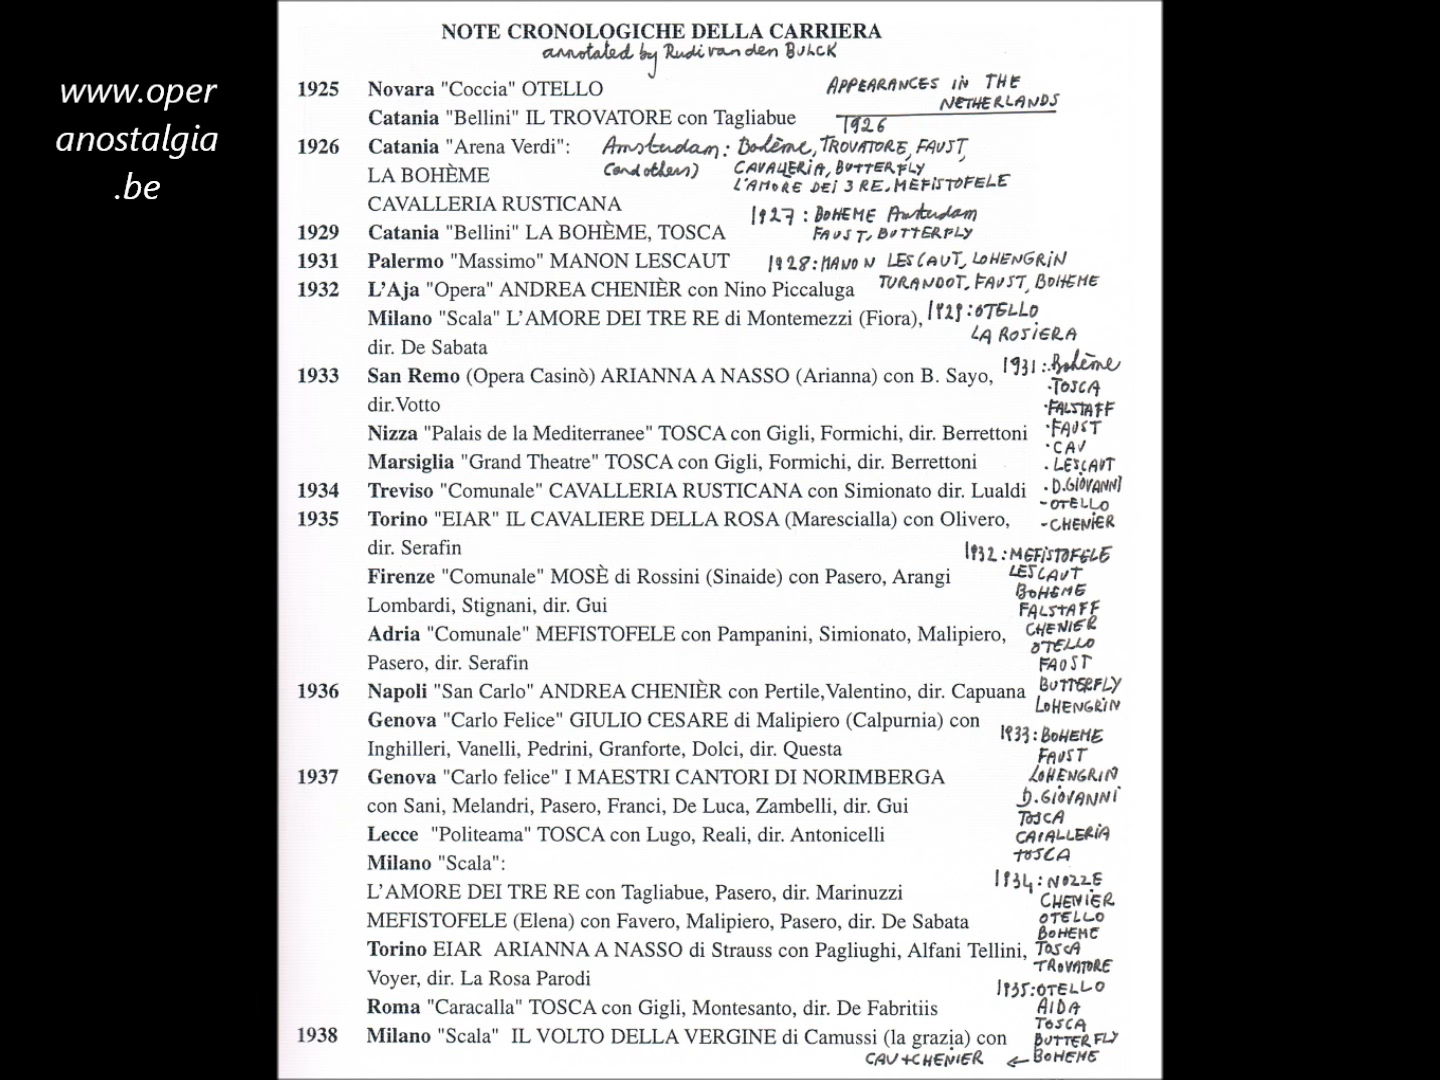 www.oper
anostalgia
.be
NOTE CRONOLOGICHE DELLA CARRIERA
annotated by Rudi van den BULCK
1925 Novara "Coccia" OTELLO
Catania "Bellini" IL TROVATORE con Tagliabue
1926 Catania "Arena Verdi":
LA BOHÈME
CAVALLERIA RUSTICANA
1929 Catania "Bellini" LA BOHÈME, TOSCA
1931 Palermo "Massimo" MANON LESCAUT
1932 L'Aja "Opera" ANDREA CHENIÈR con Nino Piccaluga
Milano "Scala" L'AMORE DEI TRE RE di Montemezzi (Fiora),
dir. De Sabata
1933 San Remo (Opera Casinò) ARIANNA A NASSO (Arianna) con B. Sayo,
dir.Votto
Nizza "Palais de la Mediterranee" TOSCA con Gigli, Formichi, dir. Berrettoni
Marsiglia "Grand Theatre" TOSCA con Gigli, Formichi, dir. Berrettoni
1934 Treviso "Comunale" CAVALLERIA RUSTICANA con Simionato dir. Lualdi
1935 Torino "EIAR" IL CAVALIERE DELLA ROSA (Marescialla) con Olivero,
dir. Serafin
Firenze "Comunale" MOSÈ di Rossini (Sinaide) con Pasero, Arangi
Lombardi, Stignani, dir. Gui
Adria "Comunale" MEFISTOFELE con Pampanini, Simionato, Malipiero,
Pasero, dir. Serafin
1936 Napoli "San Carlo" ANDREA CHENIÈR con Pertile,Valentino, dir. Capuana
Genova "Carlo Felice" GIULIO CESARE di Malipiero (Calpurnia) con
Inghilleri, Vanelli, Pedrini, Granforte, Dolci, dir. Questa
1937 Genova "Carlo felice" I MAESTRI CANTORI DI NORIMBERGA
con Sani, Melandri, Pasero, Franci, De Luca, Zambelli, dir. Gui
Lecce "Politeama" TOSCA con Lugo, Reali, dir. Antonicelli
Milano "Scala":
L'AMORE DEI TRE RE con Tagliabue, Pasero, dir. Marinuzzi
MEFISTOFELE (Elena) con Favero, Malipiero, Pasero, dir. De Sabata
Torino EIAR ARIANNA A NASSO di Strauss con Pagliughi, Alfani Tellini,
Voyer, dir. La Rosa Parodi
Roma "Caracalla" TOSCA con Gigli, Montesanto, dir. De Fabritiis
1938 Milano "Scala" IL VOLTO DELLA VERGINE di Camussi (la grazia) con
APPEARANCES IN THE
NETHERLANDS
1926
Amsterdam: Bohème, TROVATORE, FAUST,
(and others) CAVALLERIA, BUTTERFLY
L'AMORE DEI 3 RE. MEFISTOFELE
1927: BOHEME Amsterdam
FAUST, BUTTERFLY
1928: MANON LESCAUT, LOHENGRIN
TURANDOT, FAUST, BOHEME
1929: OTELLO
LA ROSIERA
1931: Bohème
·TOSCA
·FALSTAFF
·FAUST
·CAV
·LESCAUT
·D.GIOVANNI
-OTELLO
-CHENIER
1932: MEFISTOFELE
LESCAUT
BOHEME
FALSTAFF
CHENIER
OTELLO
FAOST
BUTTERFLY
LOHENGRIN
1933: BOHEME
FAUST
LOHENGRIN
D.GIOVANNI
TOSCA
CAVALLERIA
TOSCA
1934: NOZZE
CHENIER
OTELLO
BOHEME
TOSCA
TROVATORE
1935: OTELLO
AIDA
TOSCA
BUTTERFLY
CAV + CHENIER ← BOHEME